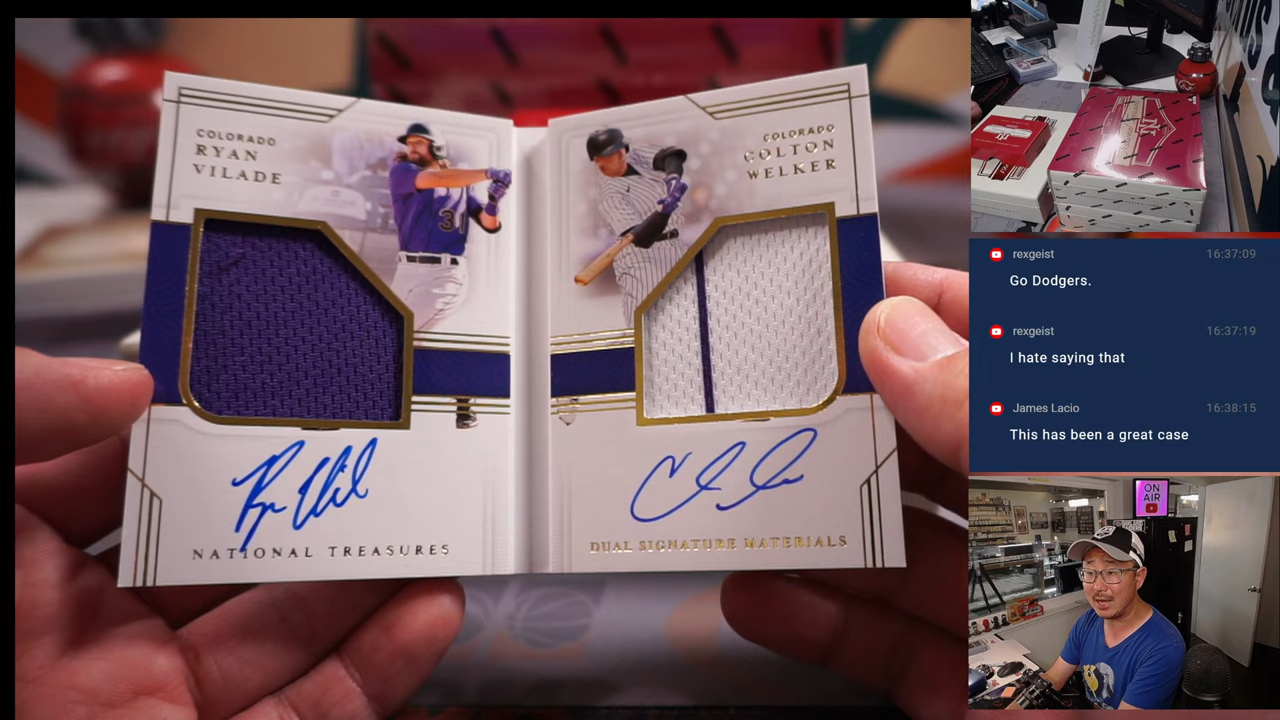 COLORADO
RYAN
VILADE
COLORADO
COLTON
WELKER
31
NATIONAL TREASURES
DUAL SIGNATURE MATERIALS
rexgeist 16:37:09
Go Dodgers.
rexgeist 16:37:19
I hate saying that
James Lacio 16:38:15
This has been a great case
ON
AIR